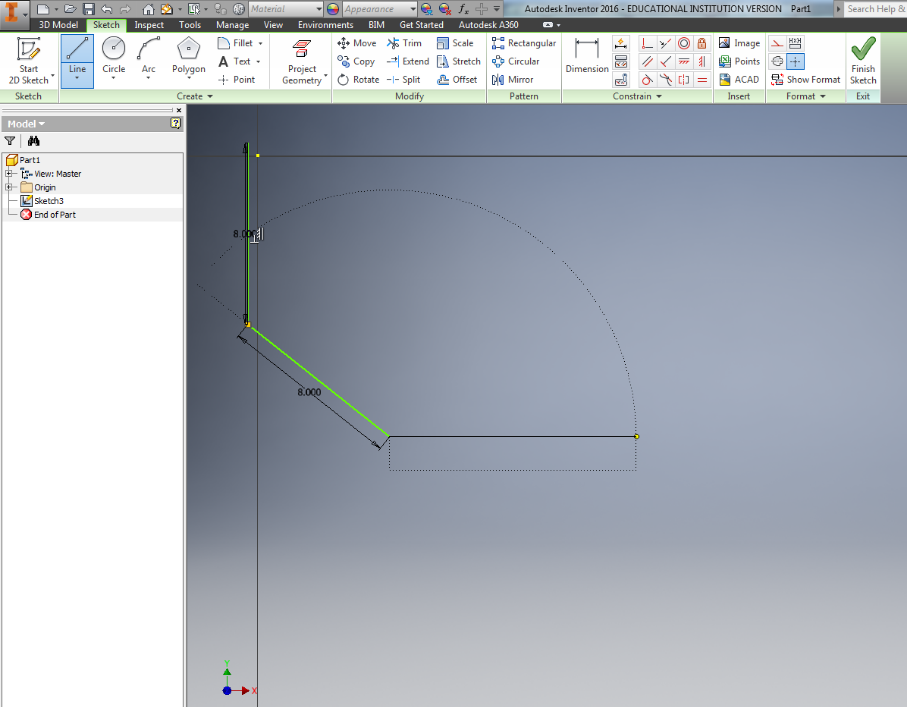 Material Appearance Autodesk Inventor 2016 - EDUCATIONAL INSTITUTION VERSION Part1 Search Help &
3D Model Sketch Inspect Tools Manage View Environments BIM Get Started Autodesk A360
Fillet Move Trim Scale Rectangular Image
Start 2D Sketch Line Circle Arc Polygon Text Project Geometry Copy Extend Stretch Circular Dimension Points Finish Sketch
Point Rotate Split Offset Mirror ACAD Show Format
Sketch Create Modify Pattern Constrain Insert Format Exit
Model
Part1
View: Master
Origin
Sketch3
End of Part
8.000
8.000
Y
X